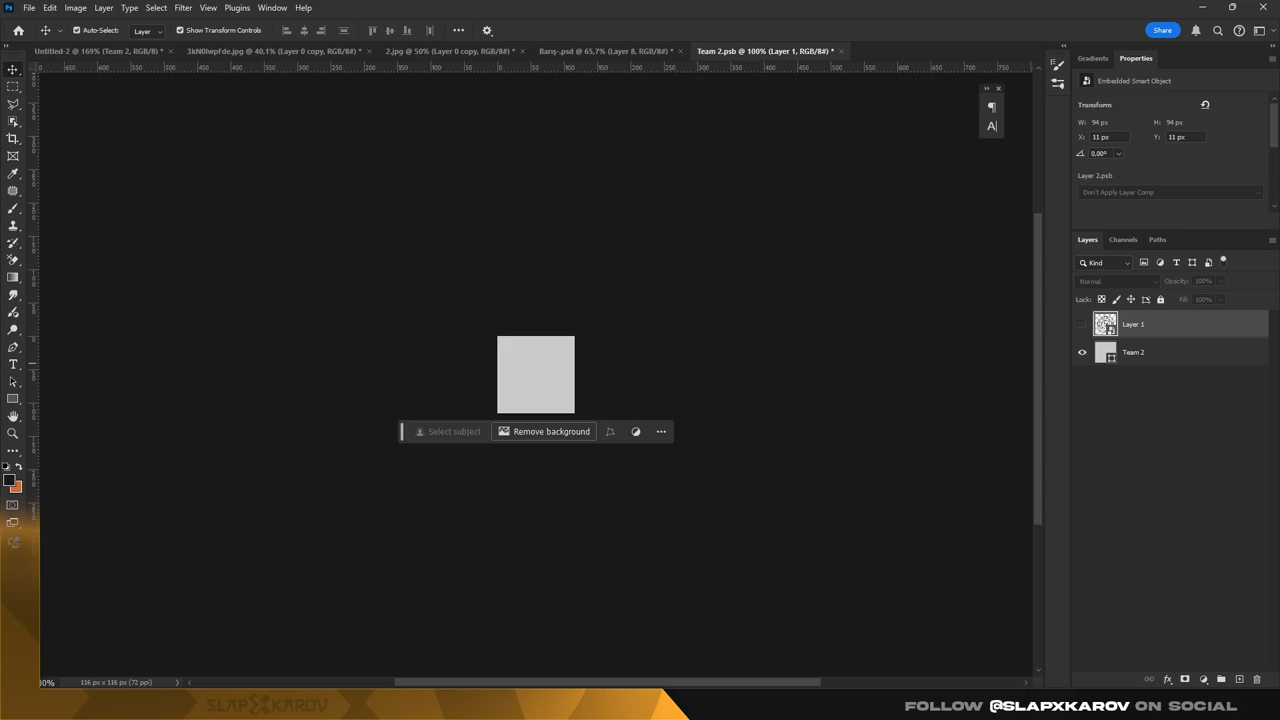 File Edit Image Layer Type Select Filter View Plugins Window Help
Auto-Select: Layer Show Transform Controls
Share
Untitled-2 @ 169% (Team 2, RGB/8) * × 3kN0lwpFde.jpg @ 40,1% (Layer 0 copy, RGB/8#) * × 2.jpg @ 50% (Layer 0 copy, RGB/8#) * × Barış-.psd @ 65,7% (Layer 8, RGB/8#) * × Team 2.psb @ 100% (Layer 1, RGB/8#) * ×
Gradients Properties
Embedded Smart Object
Transform
W: 94 px H: 94 px
X: 11 px Y: 11 px
0,00°
Layer 2.psb
Don't Apply Layer Comp
Layers Channels Paths
Kind
Normal Opacity: 100%
Lock: Fill: 100%
Layer 1
Team 2
Select subject Remove background
116 px x 116 px (72 ppi)
SLAPXKAROV
FOLLOW @SLAPXKAROV ON SOCIAL